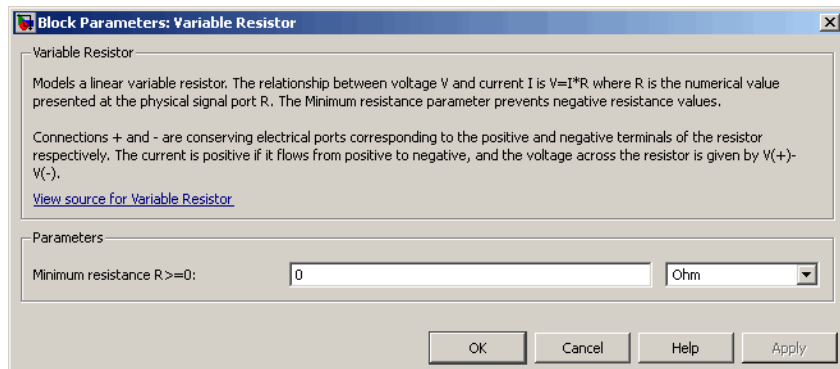 Block Parameters: Variable Resistor
Variable Resistor
Models a linear variable resistor. The relationship between voltage V and current I is V=I*R where R is the numerical value
presented at the physical signal port R. The Minimum resistance parameter prevents negative resistance values.
Connections + and - are conserving electrical ports corresponding to the positive and negative terminals of the resistor
respectively. The current is positive if it flows from positive to negative, and the voltage across the resistor is given by V(+)-
V(-).
View source for Variable Resistor
Parameters
Minimum resistance R>=0: 0 Ohm
OK Cancel Help Apply